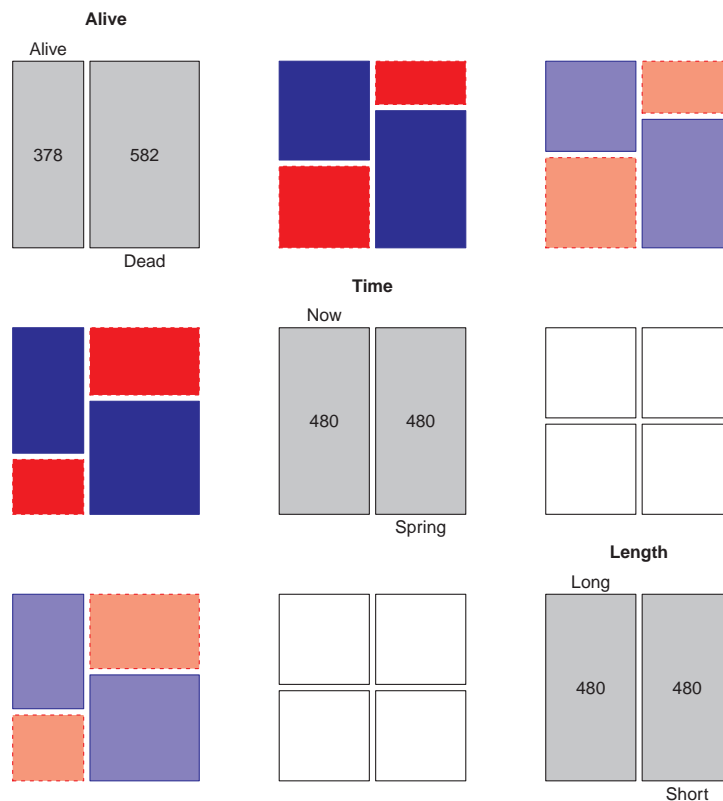 Alive
Alive
378
582
Dead
Time
Now
480
480
Spring
Length
Long
480
480
Short